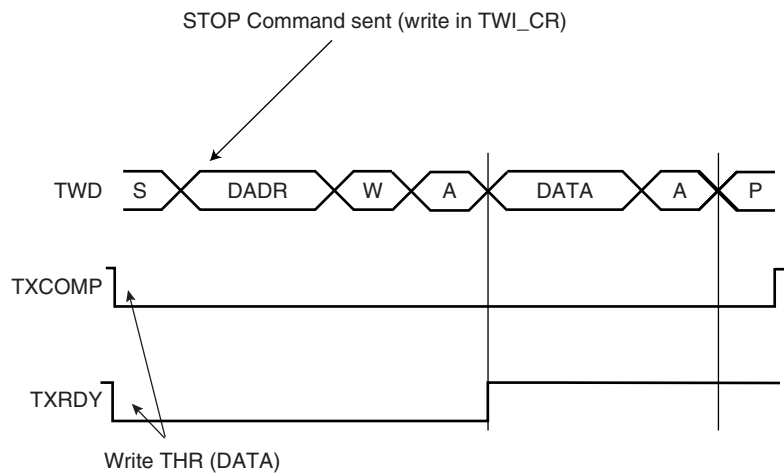 STOP Command sent (write in TWI_CR)
TWD S DADR W A DATA A P
TXCOMP
TXRDY
Write THR (DATA)